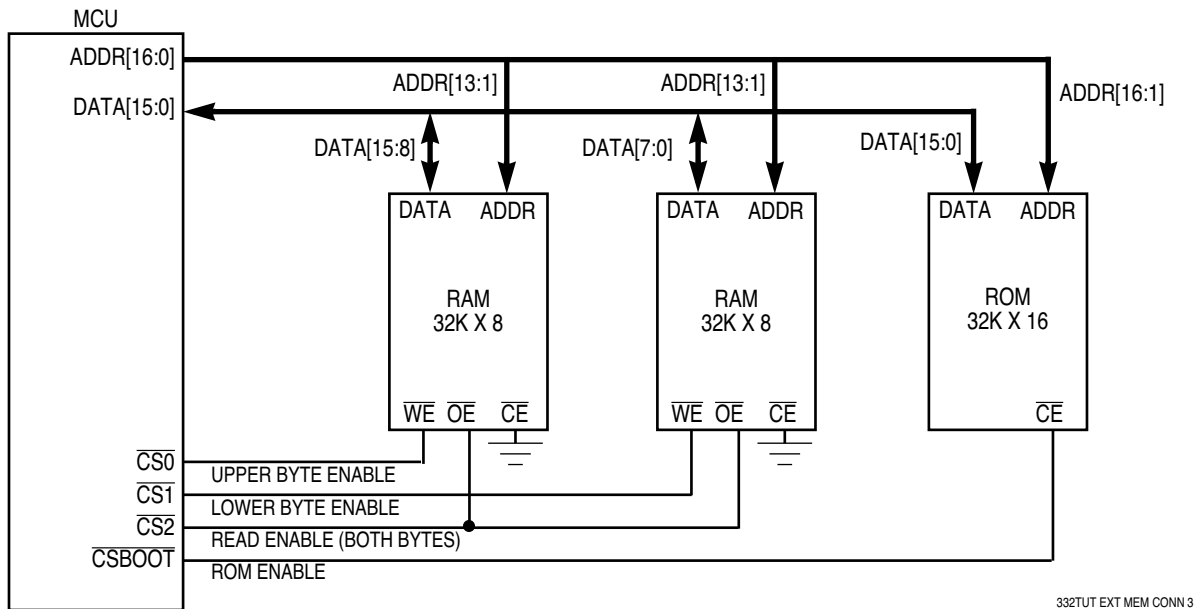 MCU
ADDR[16:0]
ADDR[13:1]
ADDR[13:1]
ADDR[16:1]
DATA[15:0]
DATA[15:8]
DATA[7:0]
DATA[15:0]
DATA ADDR
DATA ADDR
DATA ADDR
RAM
32K X 8
RAM
32K X 8
ROM
32K X 16
WE OE CE
WE OE CE
CE
CS0
UPPER BYTE ENABLE
CS1
LOWER BYTE ENABLE
CS2
READ ENABLE (BOTH BYTES)
CSBOOT
ROM ENABLE
332TUT EXT MEM CONN 3